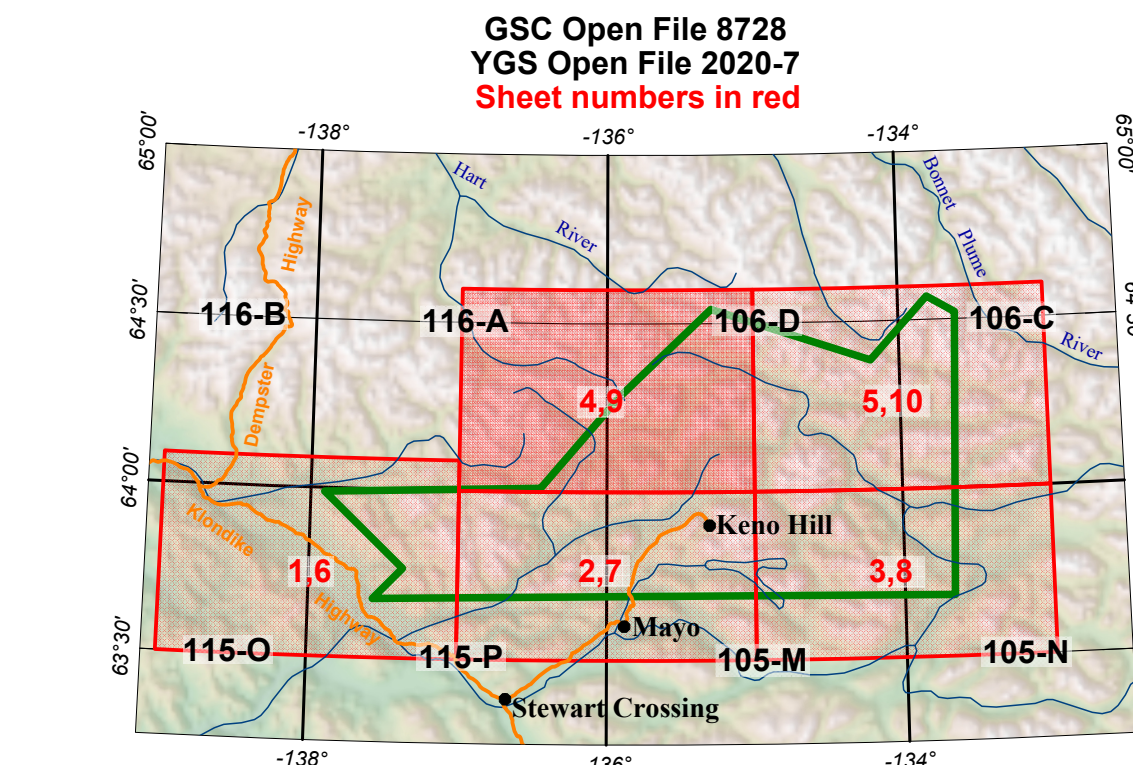 GSC Open File 8728
YGS Open File 2020-7
Sheet numbers in red
-138°
-136°
-134°
65°00'
65°00'
Hart
River
Bonnet
Plume
River
Highway
Dempster
64°30'
116-B
116-A
106-D
106-C
4,9
5,10
64°00'
Klondike
Highway
Keno Hill
1,6
2,7
3,8
Mayo
63°30'
115-O
115-P
105-M
105-N
Stewart Crossing
-138°
-136°
-134°